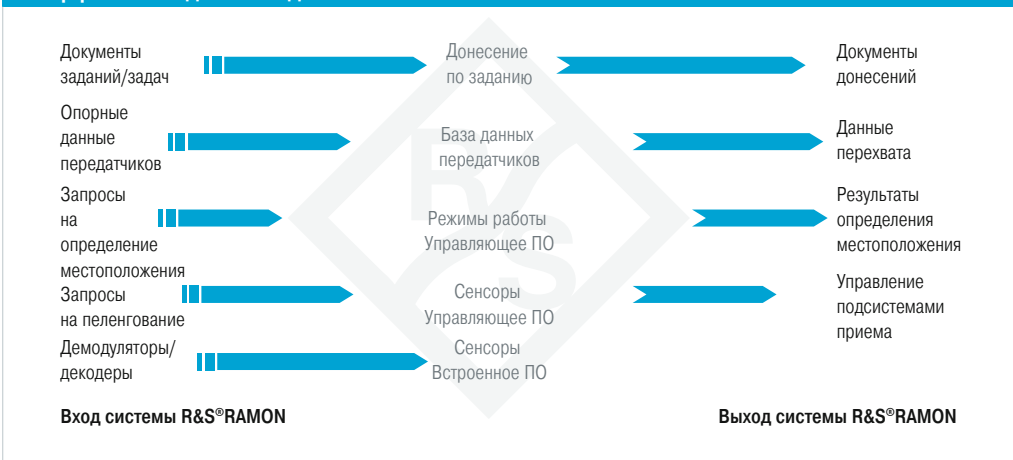 Документы
заданий/задач
Донесение
по заданию
Документы
донесений
Опорные
данные
передатчиков
База данных
передатчиков
Данные
перехвата
Запросы
на
определение
местоположения
Режимы работы
Управляющее ПО
Результаты
определения
местоположения
Запросы
на пеленгование
Сенсоры
Управляющее ПО
Управление
подсистемами
приема
Демодуляторы/
декодеры
Сенсоры
Встроенное ПО
R
S
Вход системы R&S®RAMON
Выход системы R&S®RAMON